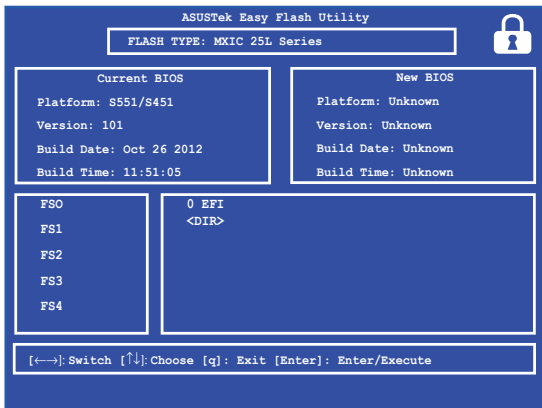 ASUSTek Easy Flash Utility
FLASH TYPE: MXIC 25L Series
Current BIOS
Platform: S551/S451
Version: 101
Build Date: Oct 26 2012
Build Time: 11:51:05
New BIOS
Platform: Unknown
Version: Unknown
Build Date: Unknown
Build Time: Unknown
FSO
FS1
FS2
FS3
FS4
0 EFI
<DIR>
[←→]: Switch [↑↓]: Choose [q]: Exit [Enter]: Enter/Execute